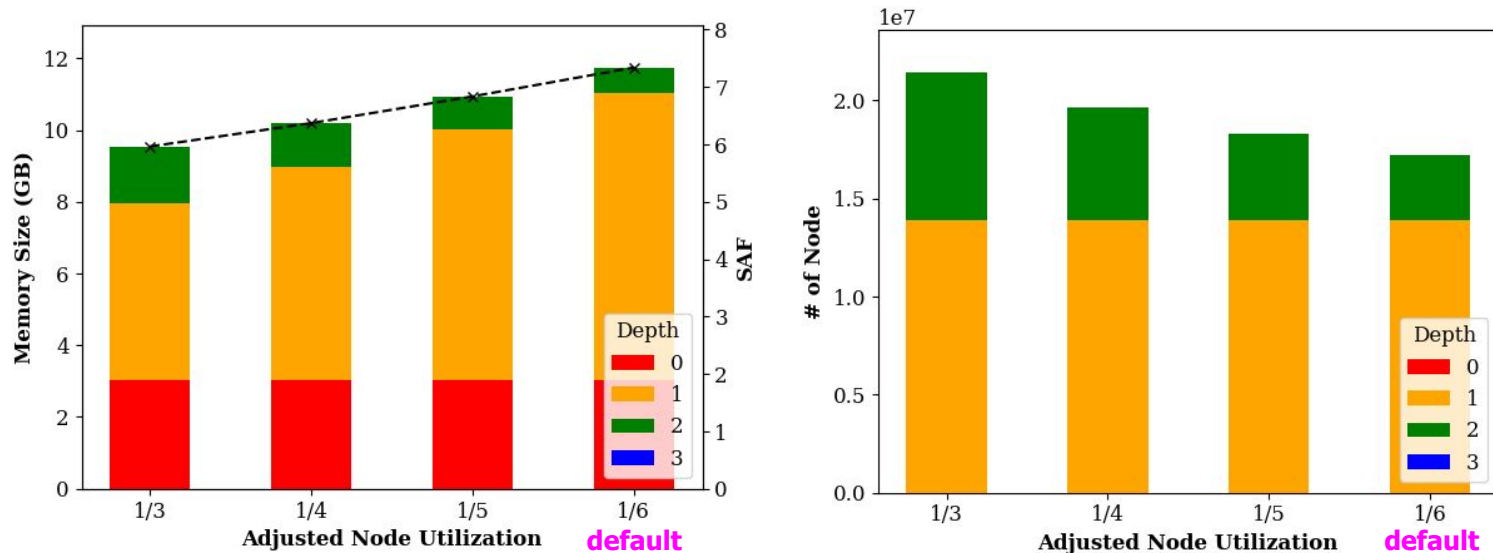 Memory Size (GB)
12
10
8
6
4
2
0
8
7
6
5
4
3
2
1
0
SAF
Depth
0
1
2
3
1/3 1/4 1/5 1/6
Adjusted Node Utilization default
1e7
# of Node
2.0
1.5
1.0
0.5
0.0
Depth
0
1
2
3
1/3 1/4 1/5 1/6
Adjusted Node Utilization default